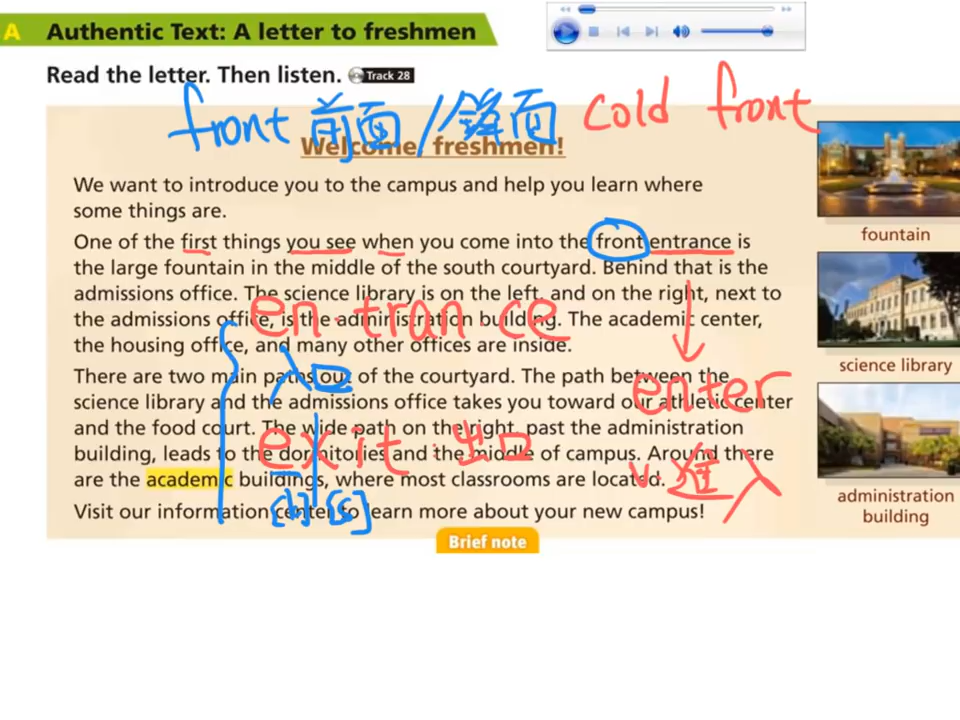 A Authentic Text: A letter to freshmen
Read the letter. Then listen. Track 28
front 前面 / 鋒面 cold front
Welcome, freshmen!
We want to introduce you to the campus and help you learn where
some things are.
One of the first things you see when you come into the front entrance is
the large fountain in the middle of the south courtyard. Behind that is the
admissions office. The science library is on the left, and on the right, next to
the admissions office, is the administration building. The academic center,
the housing office, and many other offices are inside.
There are two main paths out of the courtyard. The path between the
science library and the admissions office takes you toward our athletic center
and the food court. The wide path on the right, past the administration
building, leads to the dormitories and the middle of campus. Around there
are the academic buildings, where most classrooms are located.
Visit our information center to learn more about your new campus!
Brief note
en·tran·ce
入口
enter
exit 出口
v 進入
[s]
fountain
science library
administration
building